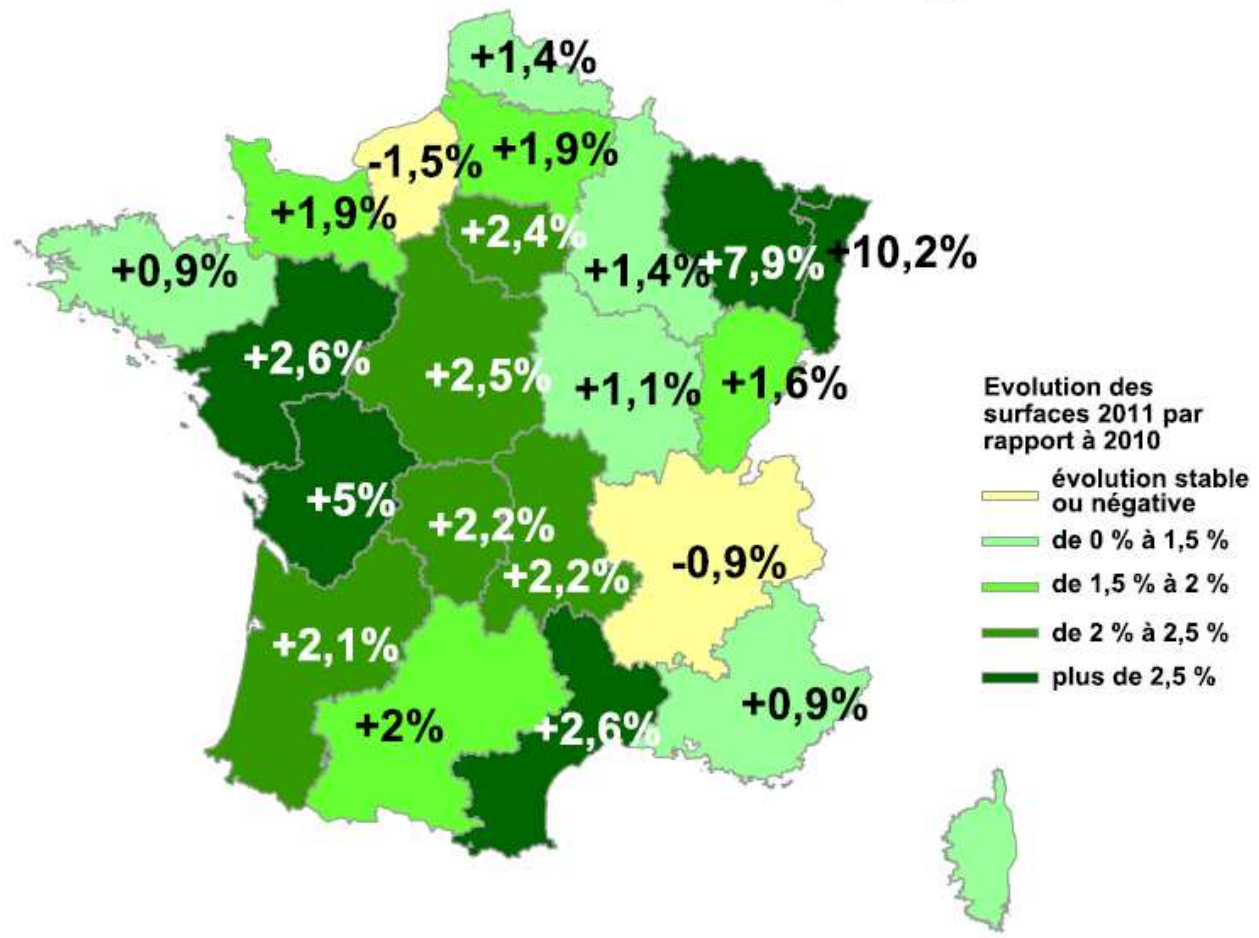 +1,4%
-1,5%
+1,9%
+1,9%
+2,4%
+0,9%
+1,4%
+7,9%
+10,2%
+2,6%
+2,5%
+1,1%
+1,6%
Evolution des
surfaces 2011 par
rapport à 2010
évolution stable
ou négative
de 0 % à 1,5 %
de 1,5 % à 2 %
de 2 % à 2,5 %
plus de 2,5 %
+5%
+2,2%
+2,2%
-0,9%
+2,1%
+2%
+2,6%
+0,9%